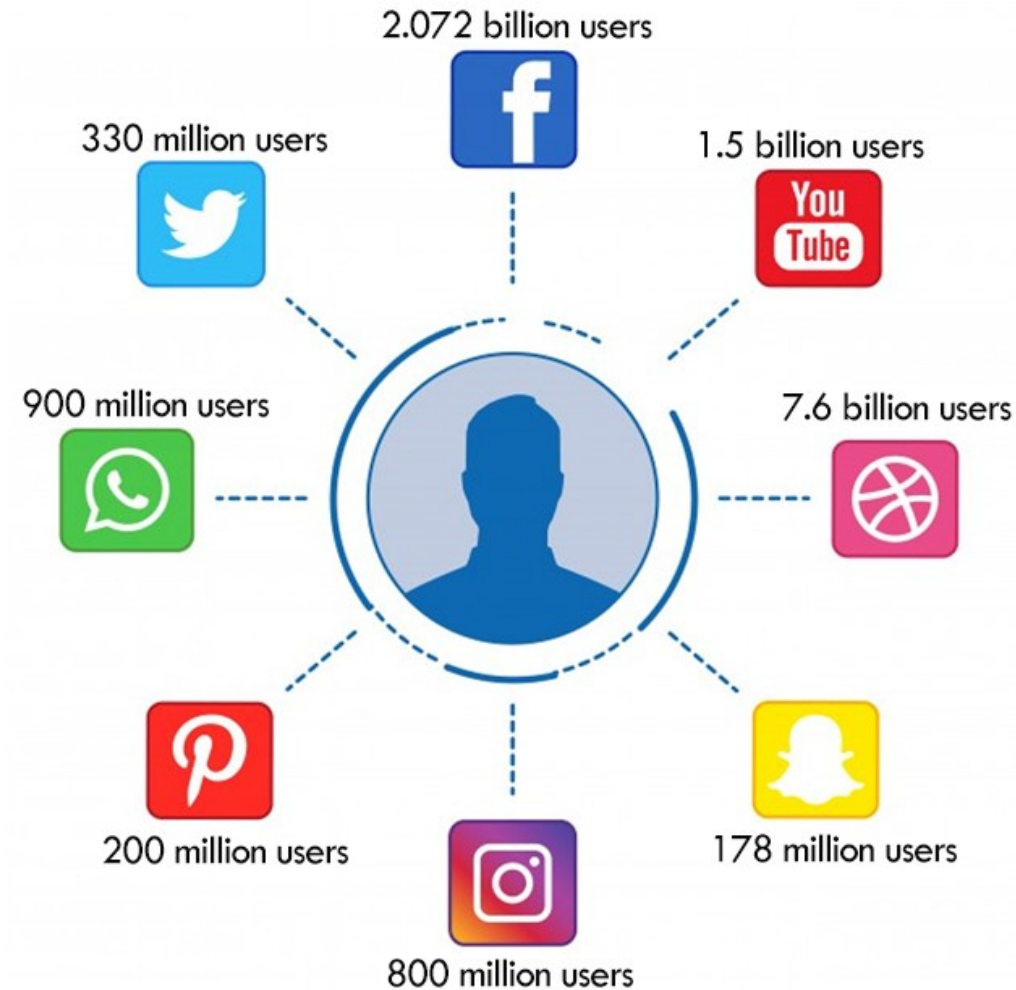 2.072 billion users
330 million users
1.5 billion users
You
Tube
900 million users
7.6 billion users
200 million users
178 million users
800 million users